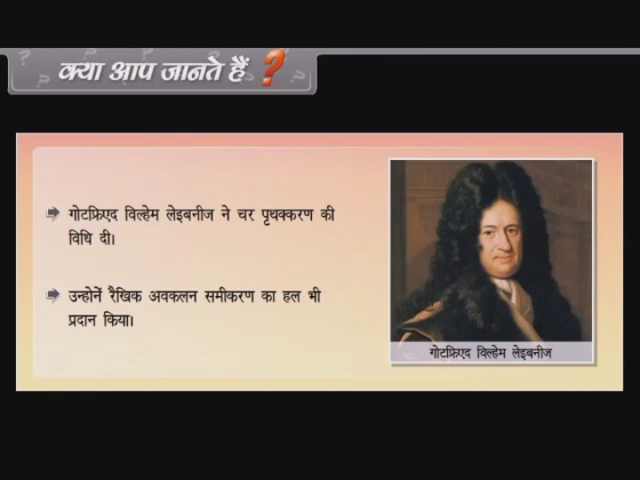 क्या आप जानते हैं ?
गोटफ्रिएद विल्हेम लेइबनीज ने चर पृथक्करण की
विधि दी।
उन्होनें रैखिक अवकलन समीकरण का हल भी
प्रदान किया।
गोटफ्रिएद विल्हेम लेइबनीज